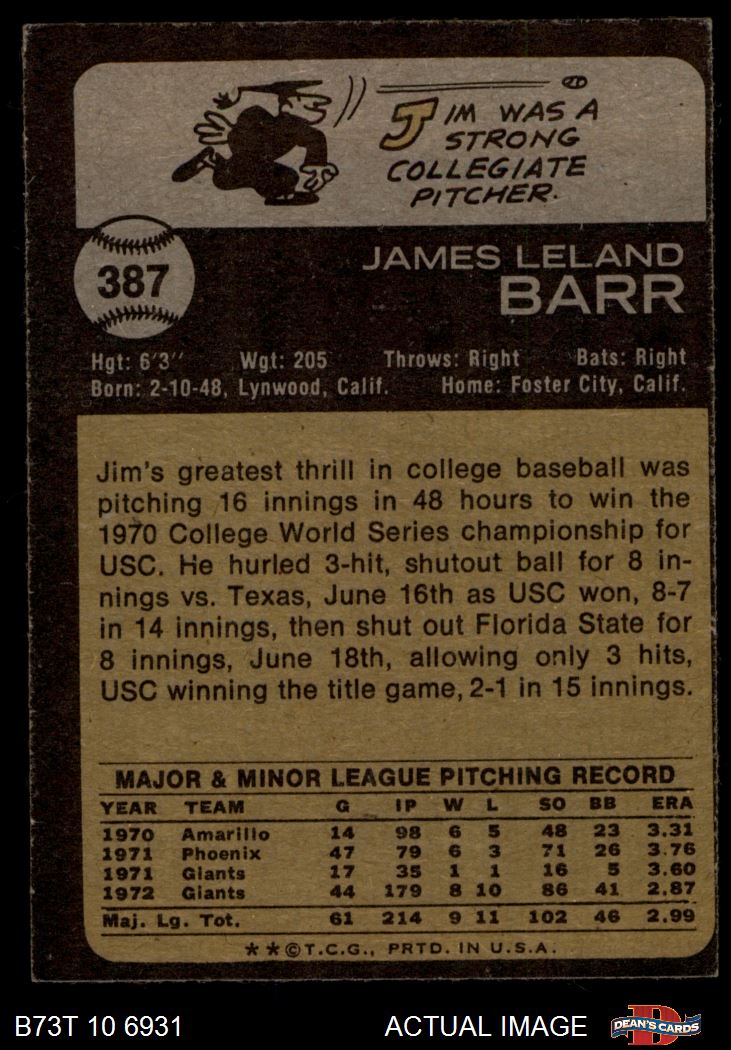 JIM WAS A
STRONG
COLLEGIATE
PITCHER.
387
JAMES LELAND
BARR
Hgt: 6'3" Wgt: 205 Throws: Right Bats: Right
Born: 2-10-48, Lynwood, Calif. Home: Foster City, Calif.
Jim's greatest thrill in college baseball was
pitching 16 innings in 48 hours to win the
1970 College World Series championship for
USC. He hurled 3-hit, shutout ball for 8 in-
nings vs. Texas, June 16th as USC won, 8-7
in 14 innings, then shut out Florida State for
8 innings, June 18th, allowing only 3 hits,
USC winning the title game, 2-1 in 15 innings.
MAJOR & MINOR LEAGUE PITCHING RECORD
YEAR TEAM G IP W L SO BB ERA
1970 Amarillo 14 98 6 5 48 23 3.31
1971 Phoenix 47 79 6 3 71 26 3.76
1971 Giants 17 35 1 1 16 5 3.60
1972 Giants 44 179 8 10 86 41 2.87
Maj. Lg. Tot. 61 214 9 11 102 46 2.99
**©T.C.G., PRTD. IN U.S.A.
B73T 10 6931 ACTUAL IMAGE
D
DEAN'S CARDS